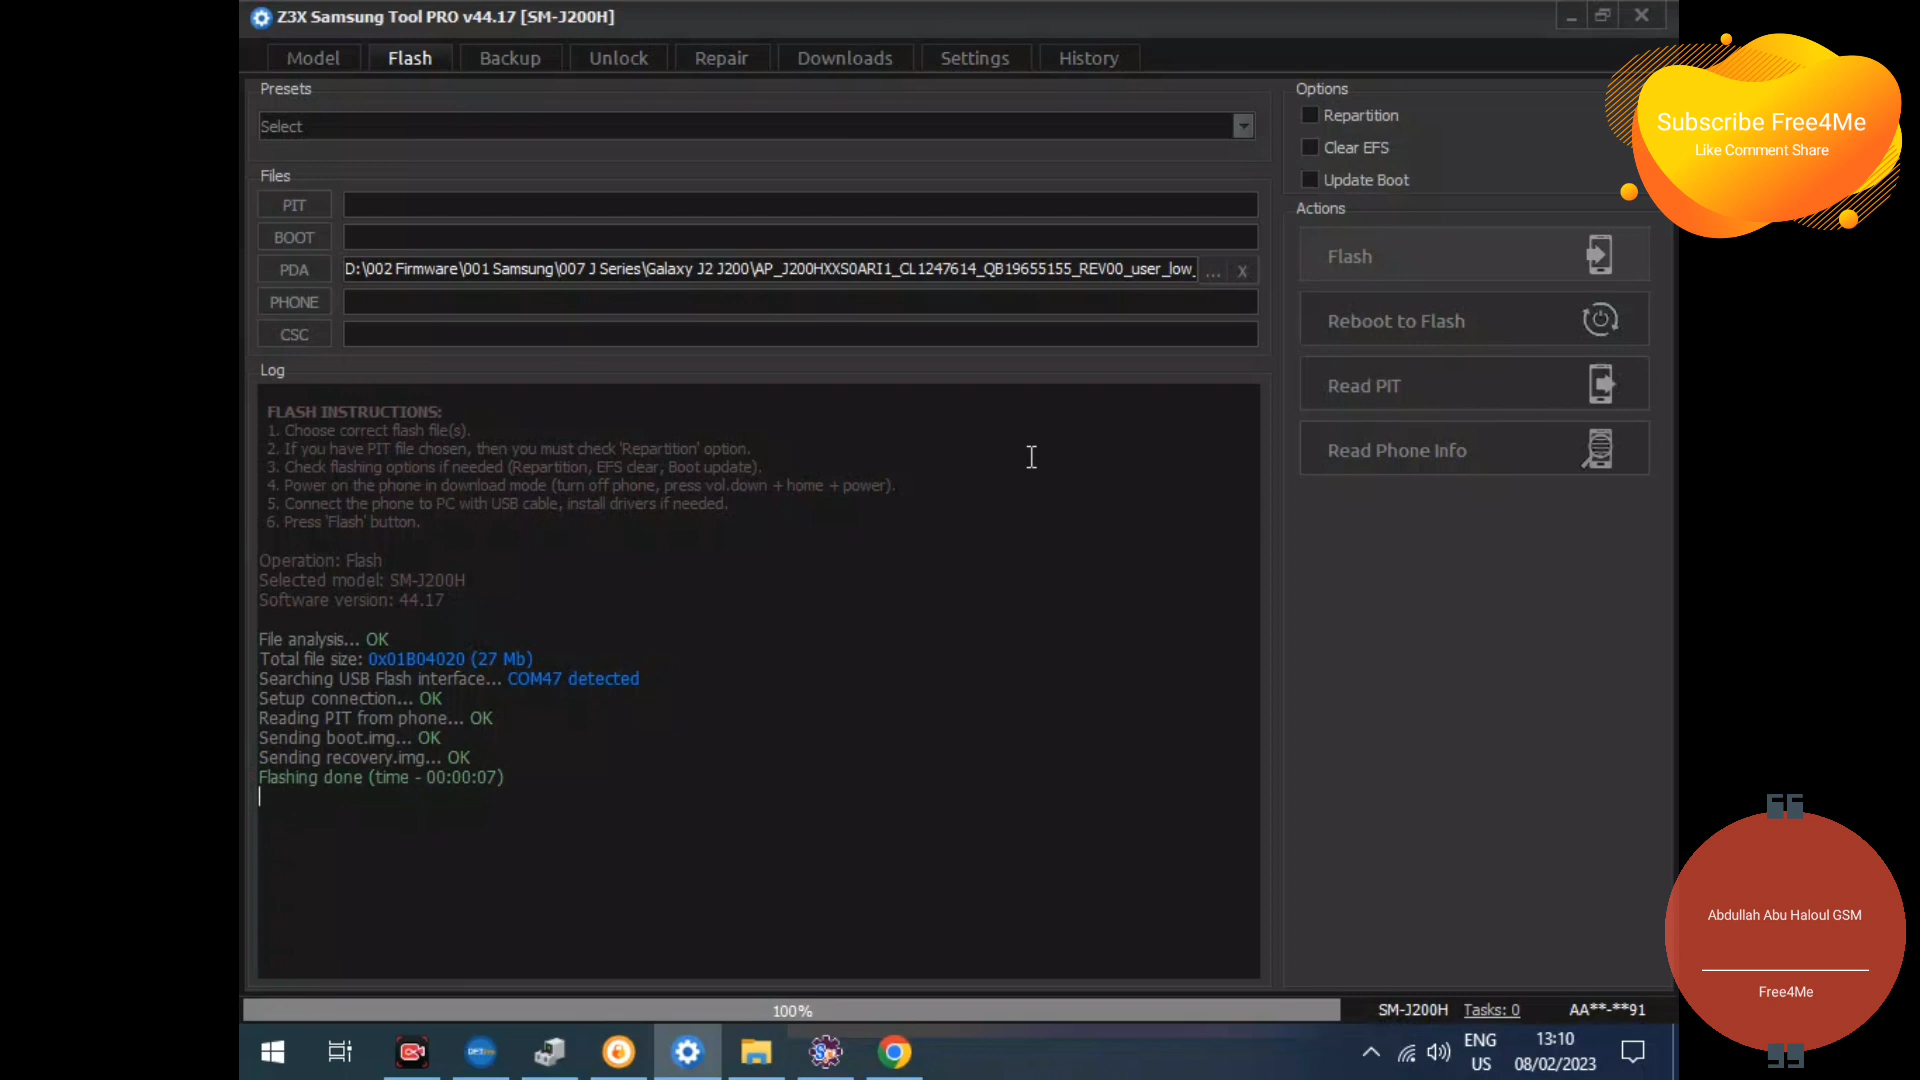 Z3X Samsung Tool PRO v44.17 [SM-J200H]
Model
Flash
Backup
Unlock
Repair
Downloads
Settings
History
Presets
Select
Files
PIT
BOOT
PDA
D:\002 Firmware\001 Samsung\007 J Series\Galaxy J2 J200\AP_J200HXXS0ARI1_CL1247614_QB19655155_REV00_user_low_
...
x
PHONE
CSC
Log
FLASH INSTRUCTIONS:
1. Choose correct flash file(s).
2. If you have PIT file chosen, then you must check 'Repartition' option.
3. Check flashing options if needed (Repartition, EFS clear, Boot update).
4. Power on the phone in download mode (turn off phone, press vol.down + home + power).
5. Connect the phone to PC with USB cable, install drivers if needed.
6. Press 'Flash' button.
Operation: Flash
Selected model: SM-J200H
Software version: 44.17
File analysis... OK
Total file size: 0x01B04020 (27 Mb)
Searching USB Flash interface... COM47 detected
Setup connection... OK
Reading PIT from phone... OK
Sending boot.img... OK
Sending recovery.img... OK
Flashing done (time - 00:00:07)
Options
Repartition
Clear EFS
Update Boot
Actions
Flash
Reboot to Flash
Read PIT
Read Phone Info
Subscribe Free4Me
Like Comment Share
Abdullah Abu Haloul GSM
Free4Me
100%
SM-J200H
Tasks: 0
AA**-**91
ENG
US
13:10
08/02/2023